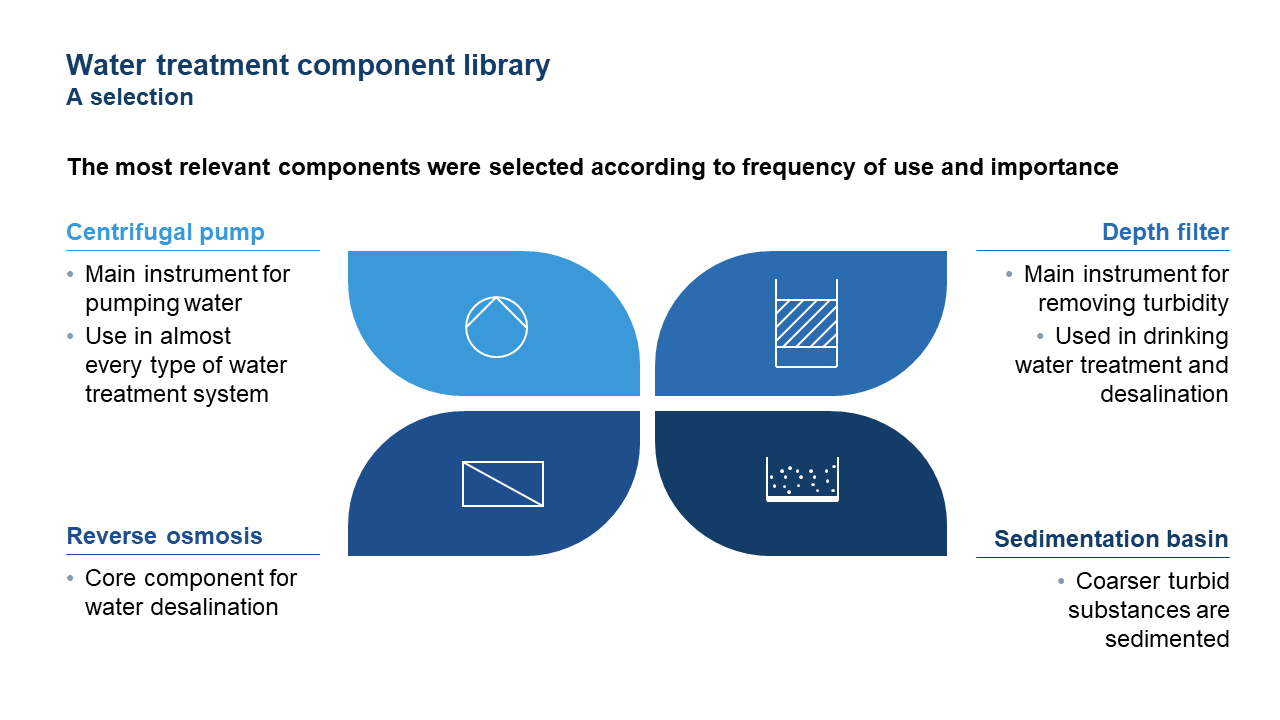 Water treatment component library
A selection
The most relevant components were selected according to frequency of use and importance
Centrifugal pump
• Main instrument for
pumping water
• Use in almost
every type of water
treatment system
Depth filter
• Main instrument for
removing turbidity
• Used in drinking
water treatment and
desalination
Reverse osmosis
• Core component for
water desalination
Sedimentation basin
• Coarser turbid
substances are
sedimented